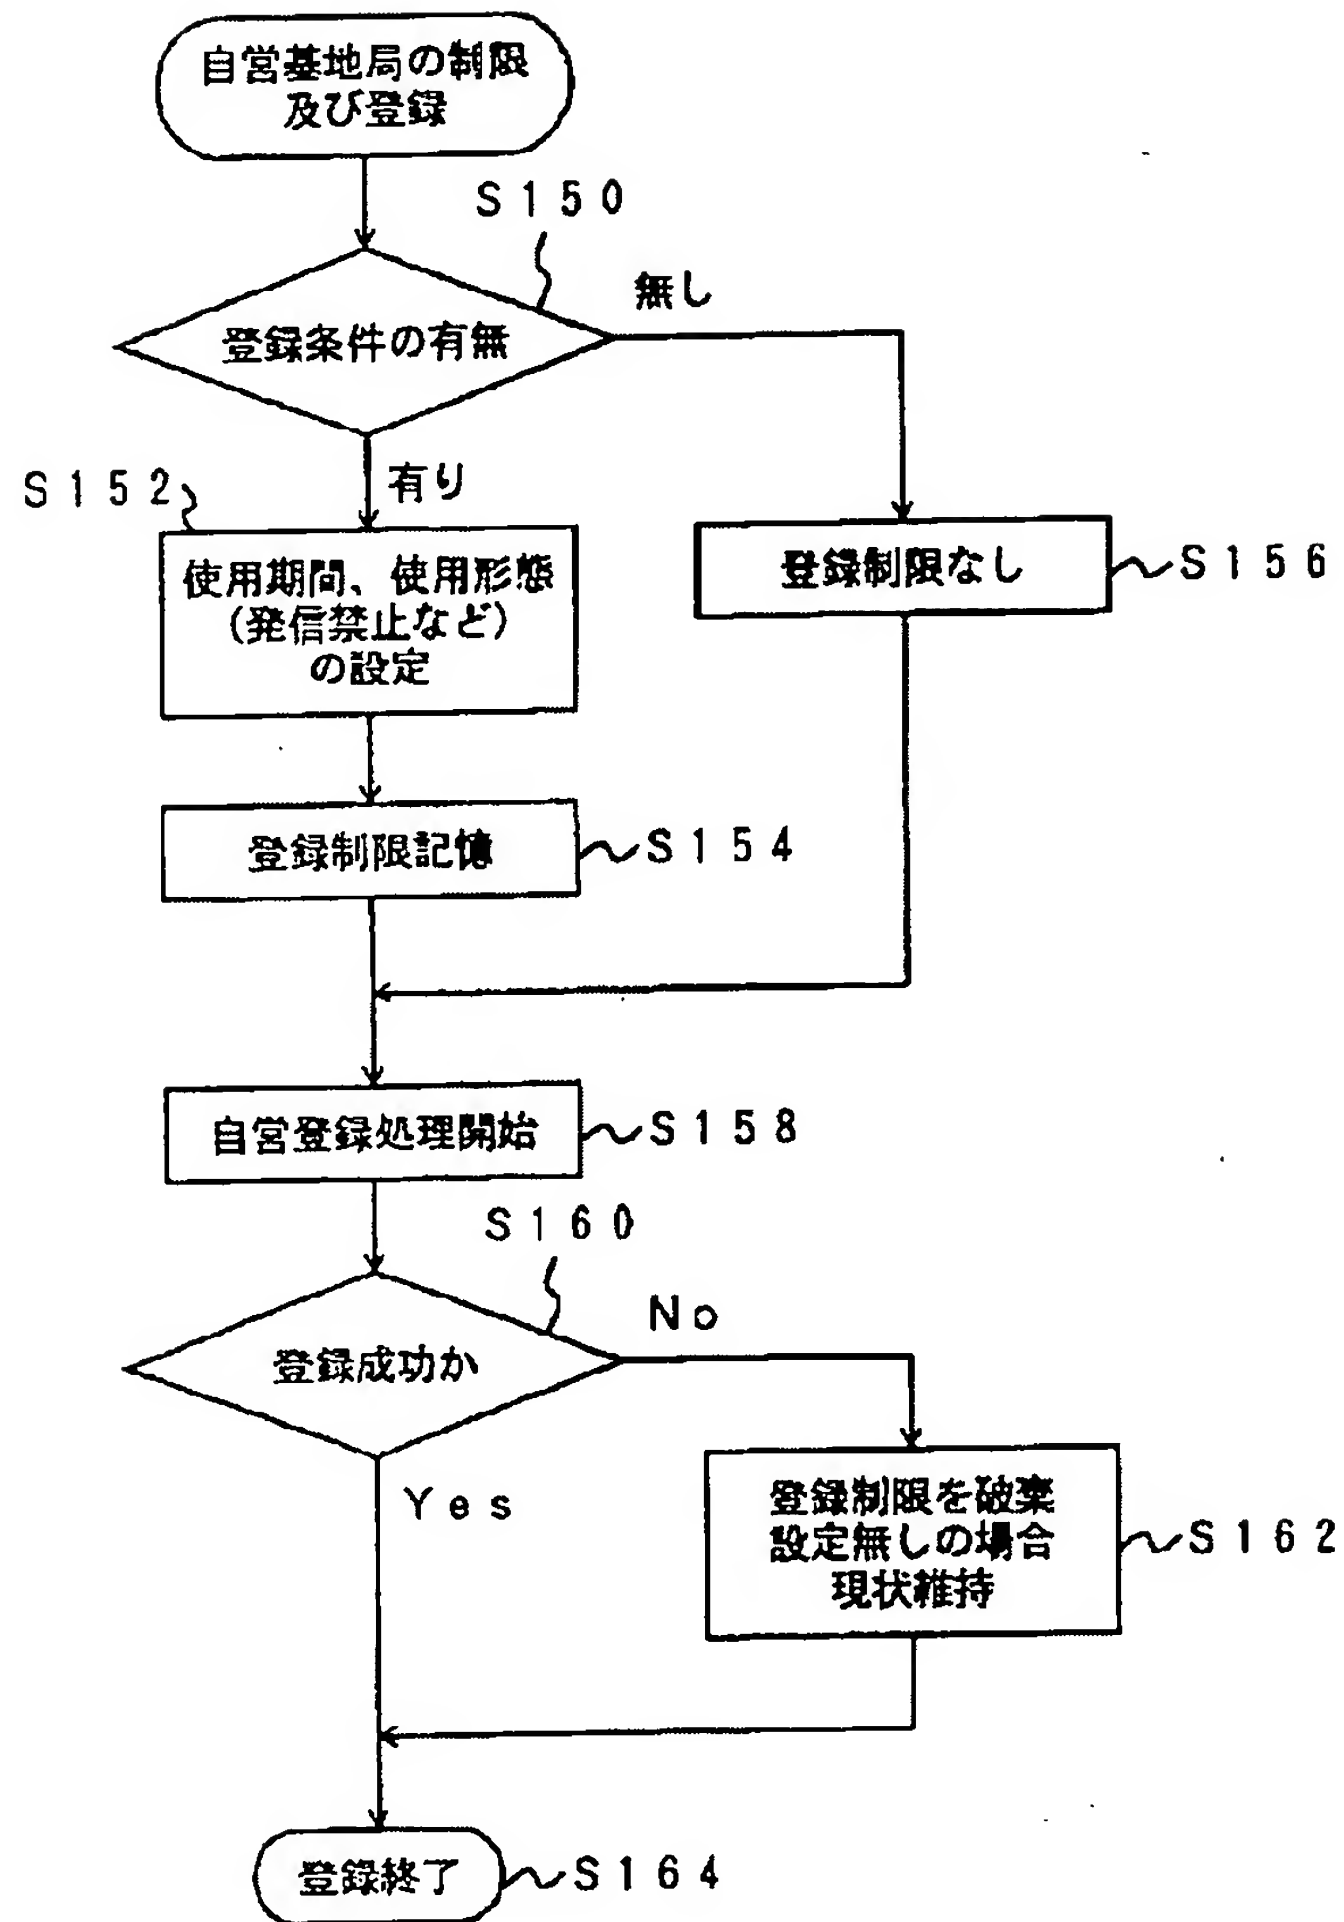 自営基地局の制限
及び登録
S150
無し
登録条件の有無
有り
S152
使用期間、使用形態
(発信禁止など)
の設定
登録制限なし
S156
登録制限記憶
S154
自営登録処理開始
S158
S160
No
登録成功か
Yes
登録制限を破棄
設定無しの場合
現状維持
S162
登録終了
S164